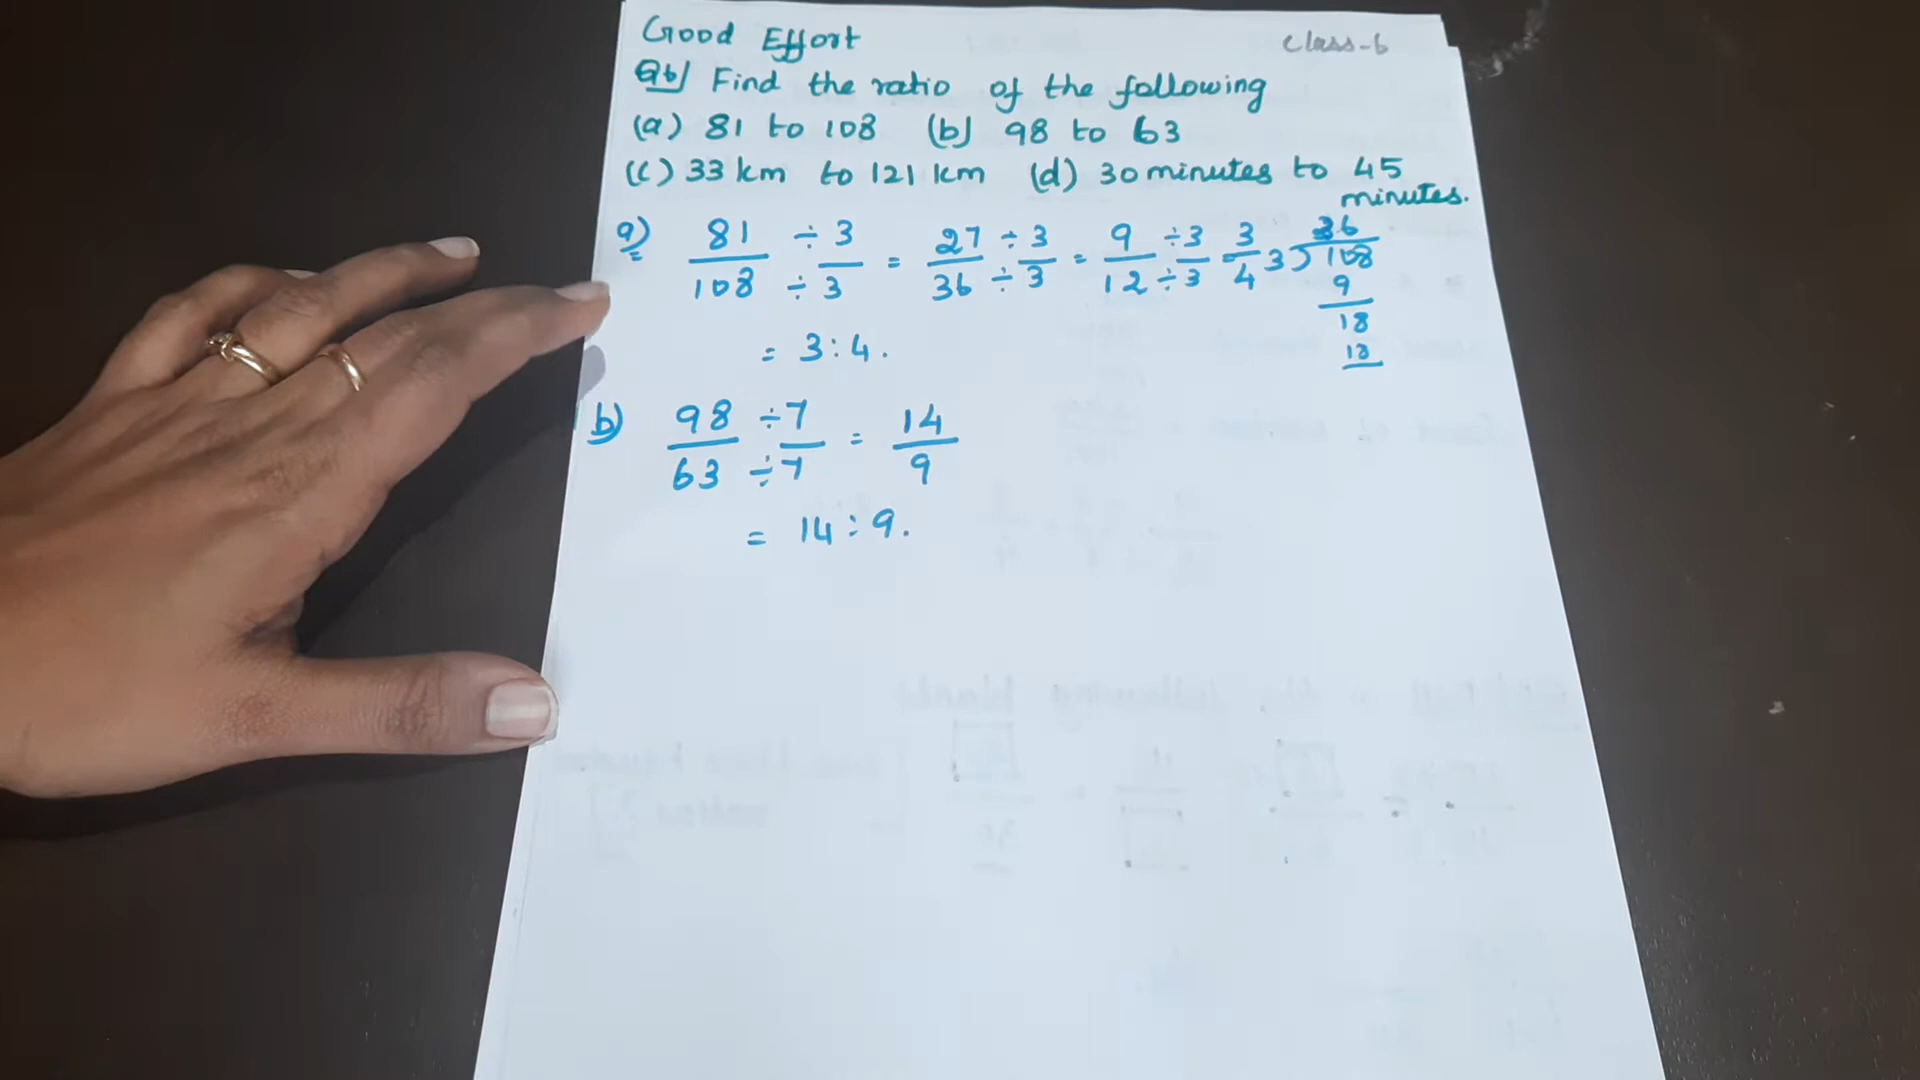 Good Effort
Class-6
Q6) Find the ratio of the following
(a) 81 to 108 (b) 98 to 63
(c) 33 km to 121 km (d) 30 minutes to 45
minutes.
a) 81 ÷ 3 / 108 ÷ 3 = 27 ÷ 3 / 36 ÷ 3 = 9 ÷ 3 / 12 ÷ 3 = 3 / 4
36
3) 108
9
18
18
= 3:4.
b) 98 ÷ 7 / 63 ÷ 7 = 14 / 9
= 14:9.